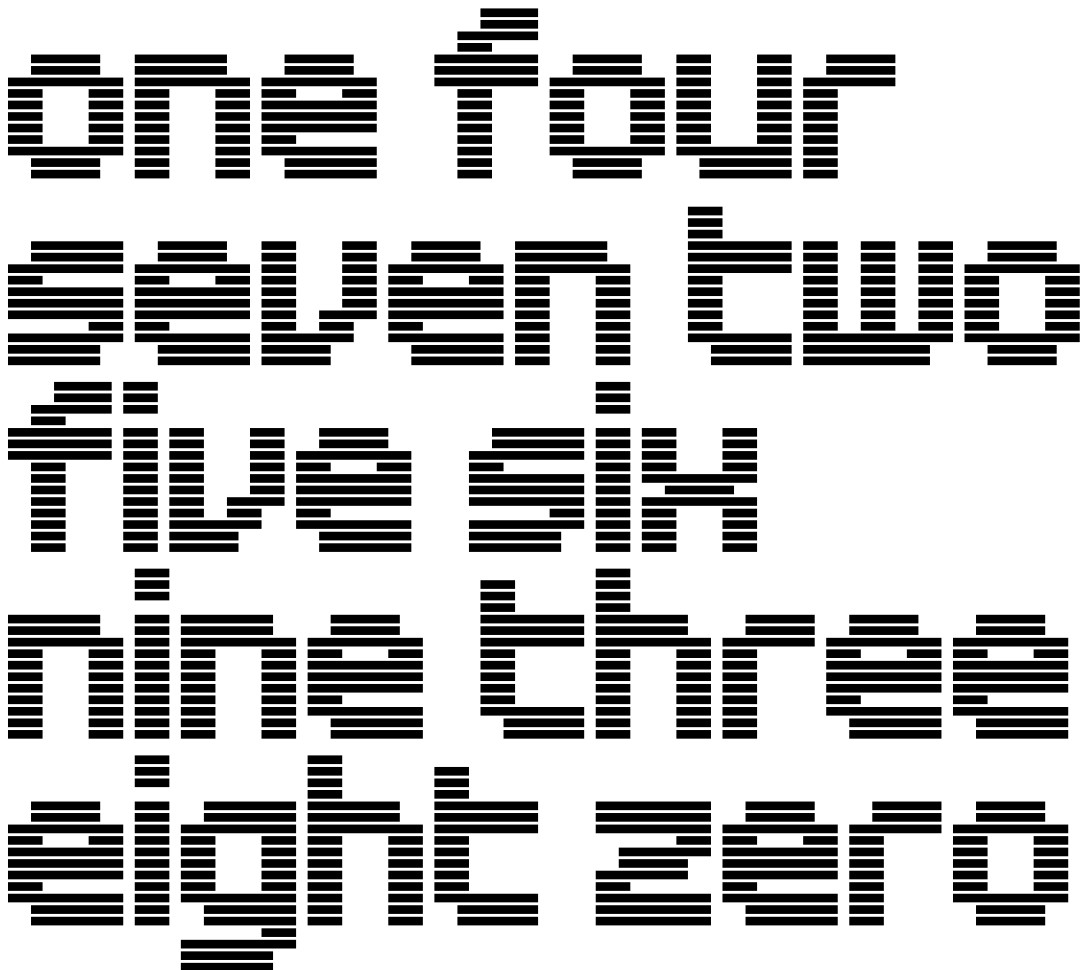 one four
seven two
five six
nine three
eight zero